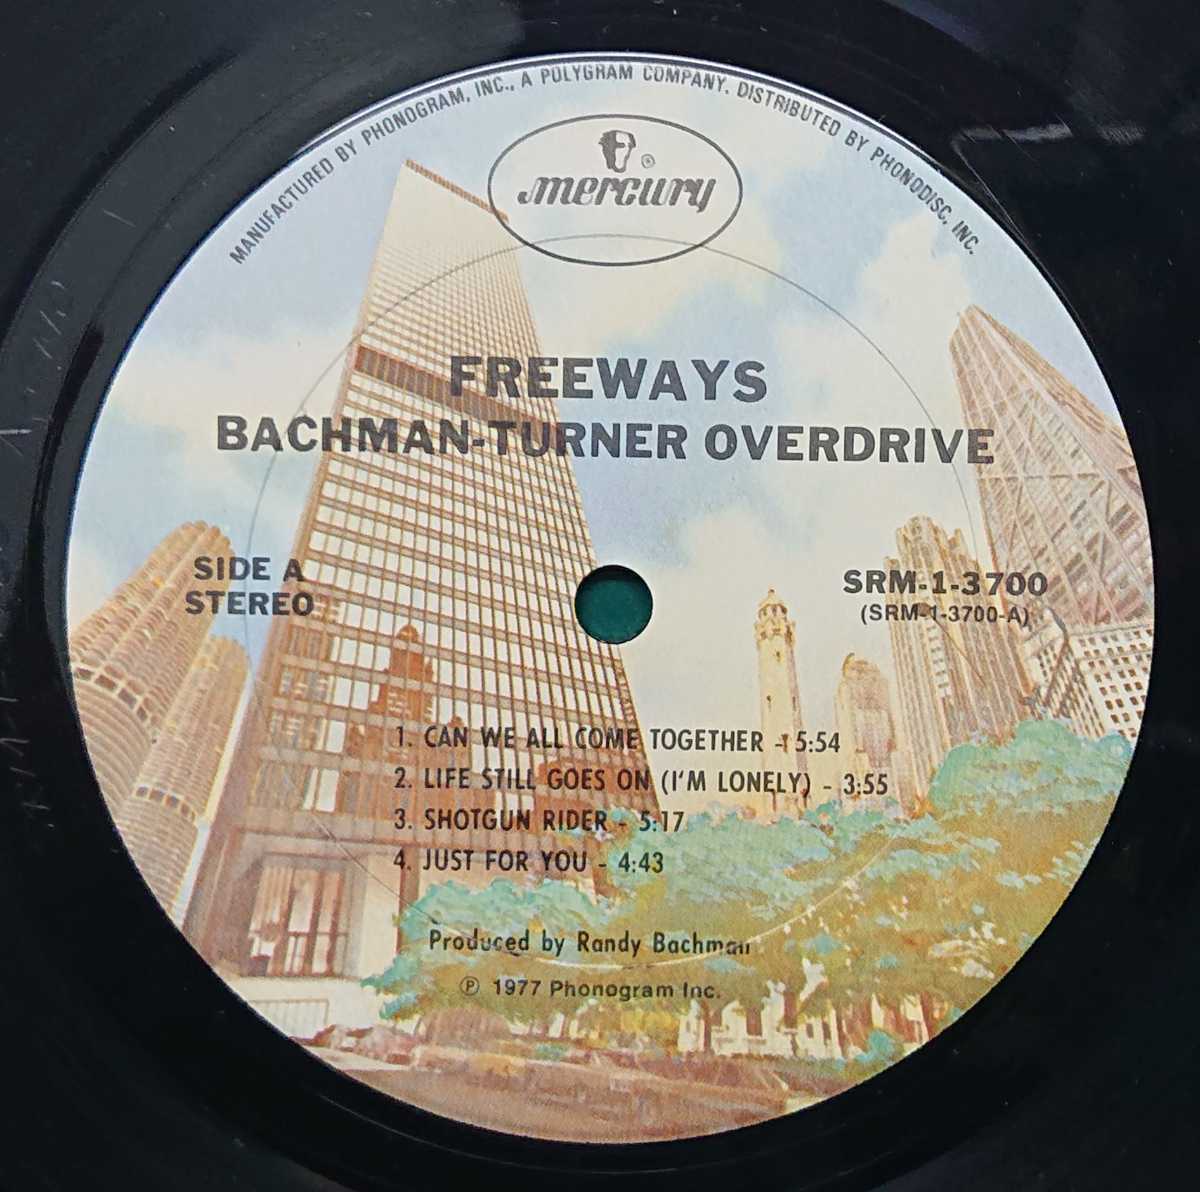 MANUFACTURED BY PHONOGRAM, INC., A POLYGRAM COMPANY, DISTRIBUTED BY PHONODISC, INC.
mercury ®
FREEWAYS
BACHMAN-TURNER OVERDRIVE
SIDE A
STEREO
SRM-1-3700
(SRM-1-3700-A)
1. CAN WE ALL COME TOGETHER - 5:54
2. LIFE STILL GOES ON (I'M LONELY) - 3:55
3. SHOTGUN RIDER - 5:17
4. JUST FOR YOU - 4:43
Produced by Randy Bachman
℗ 1977 Phonogram Inc.